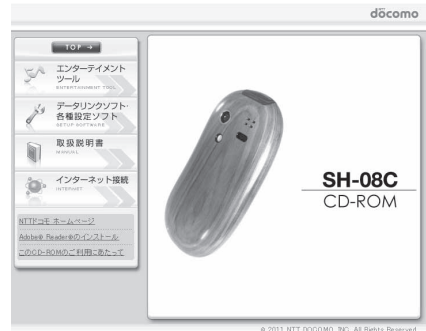 döcomo
TOP →
エンターテイメント
ツール
ENTERTAINMENT TOOL
データリンクソフト・
各種設定ソフト
SETUP SOFTWARE
取扱説明書
MANUAL
インターネット接続
INTERNET
NTTドコモ ホームページ
Adobe® Reader®のインストール
このCD-ROMのご利用にあたって
SH-08C
CD-ROM
© 2011 NTT DOCOMO, INC. All Rights Reserved.